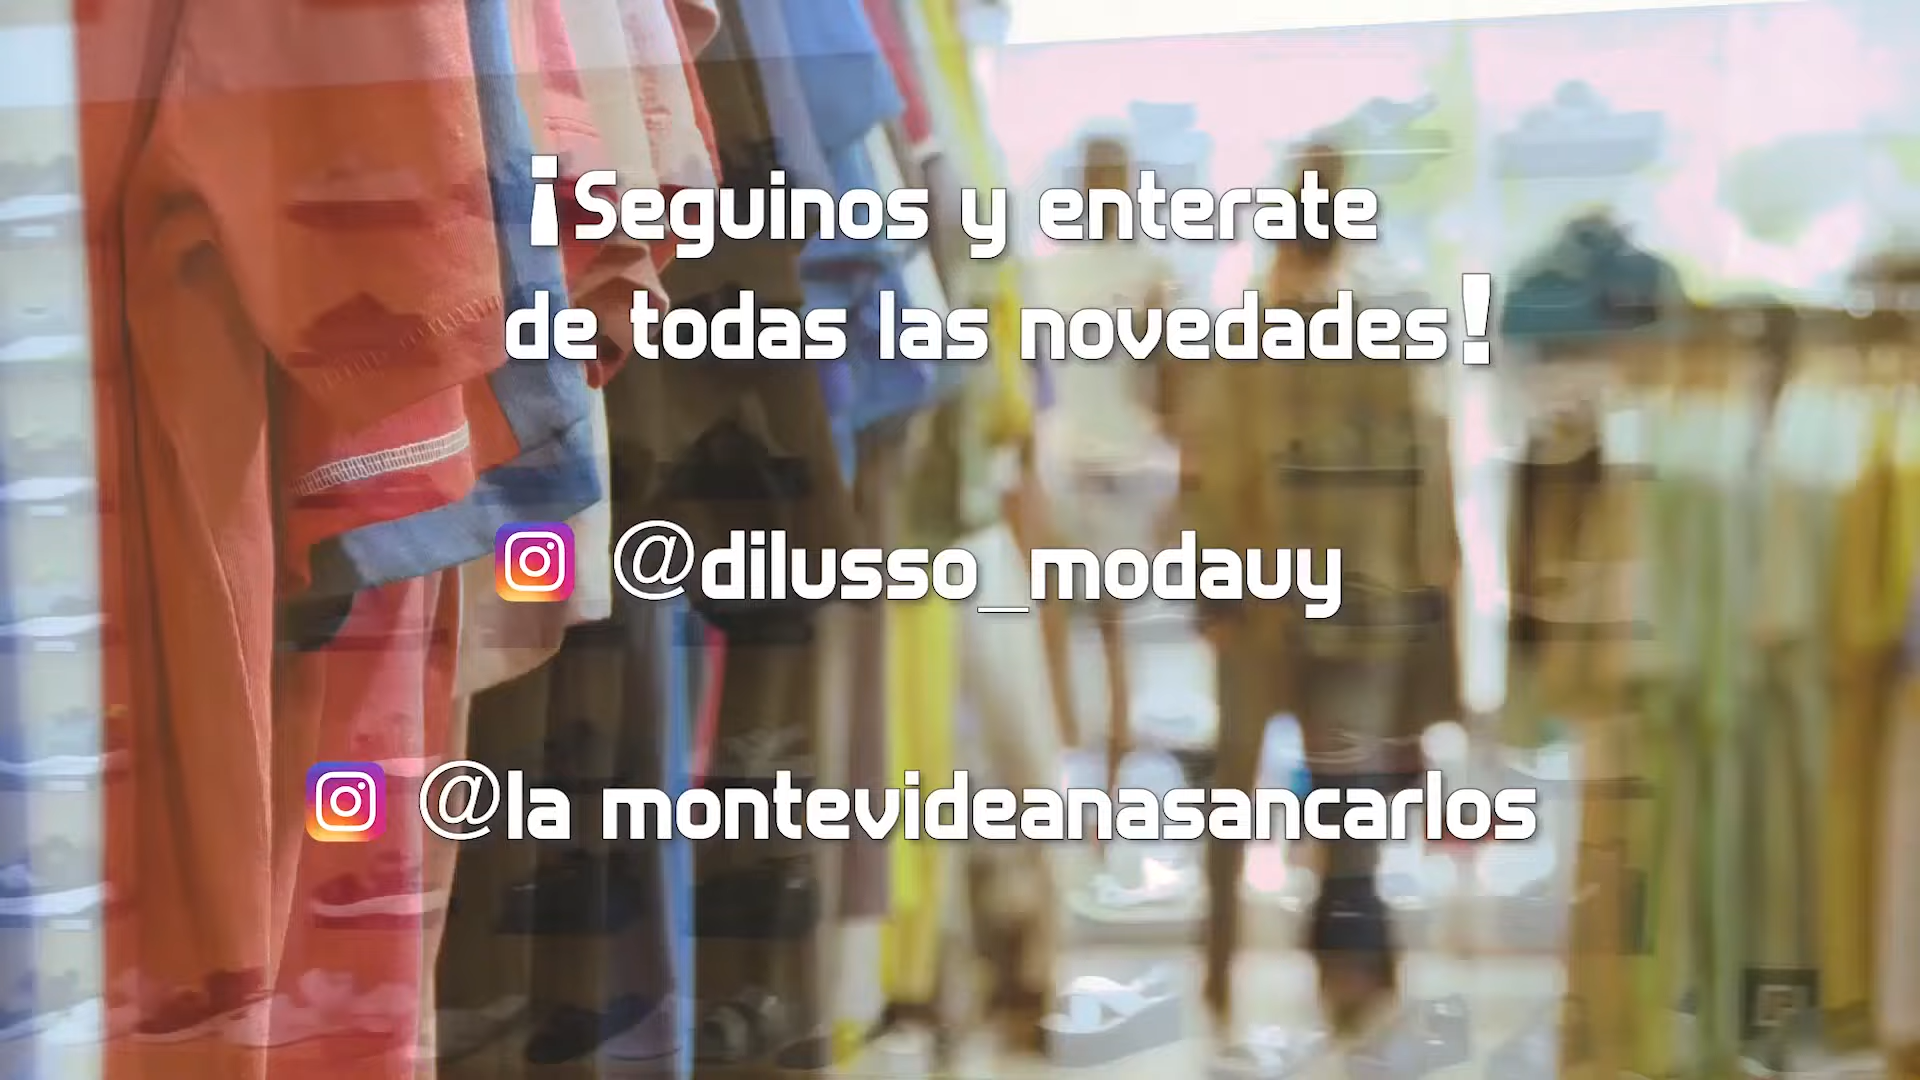 ¡Seguinos y enterate
de todas las novedades!
@dilusso_modauy
@la montevideanasancarlos